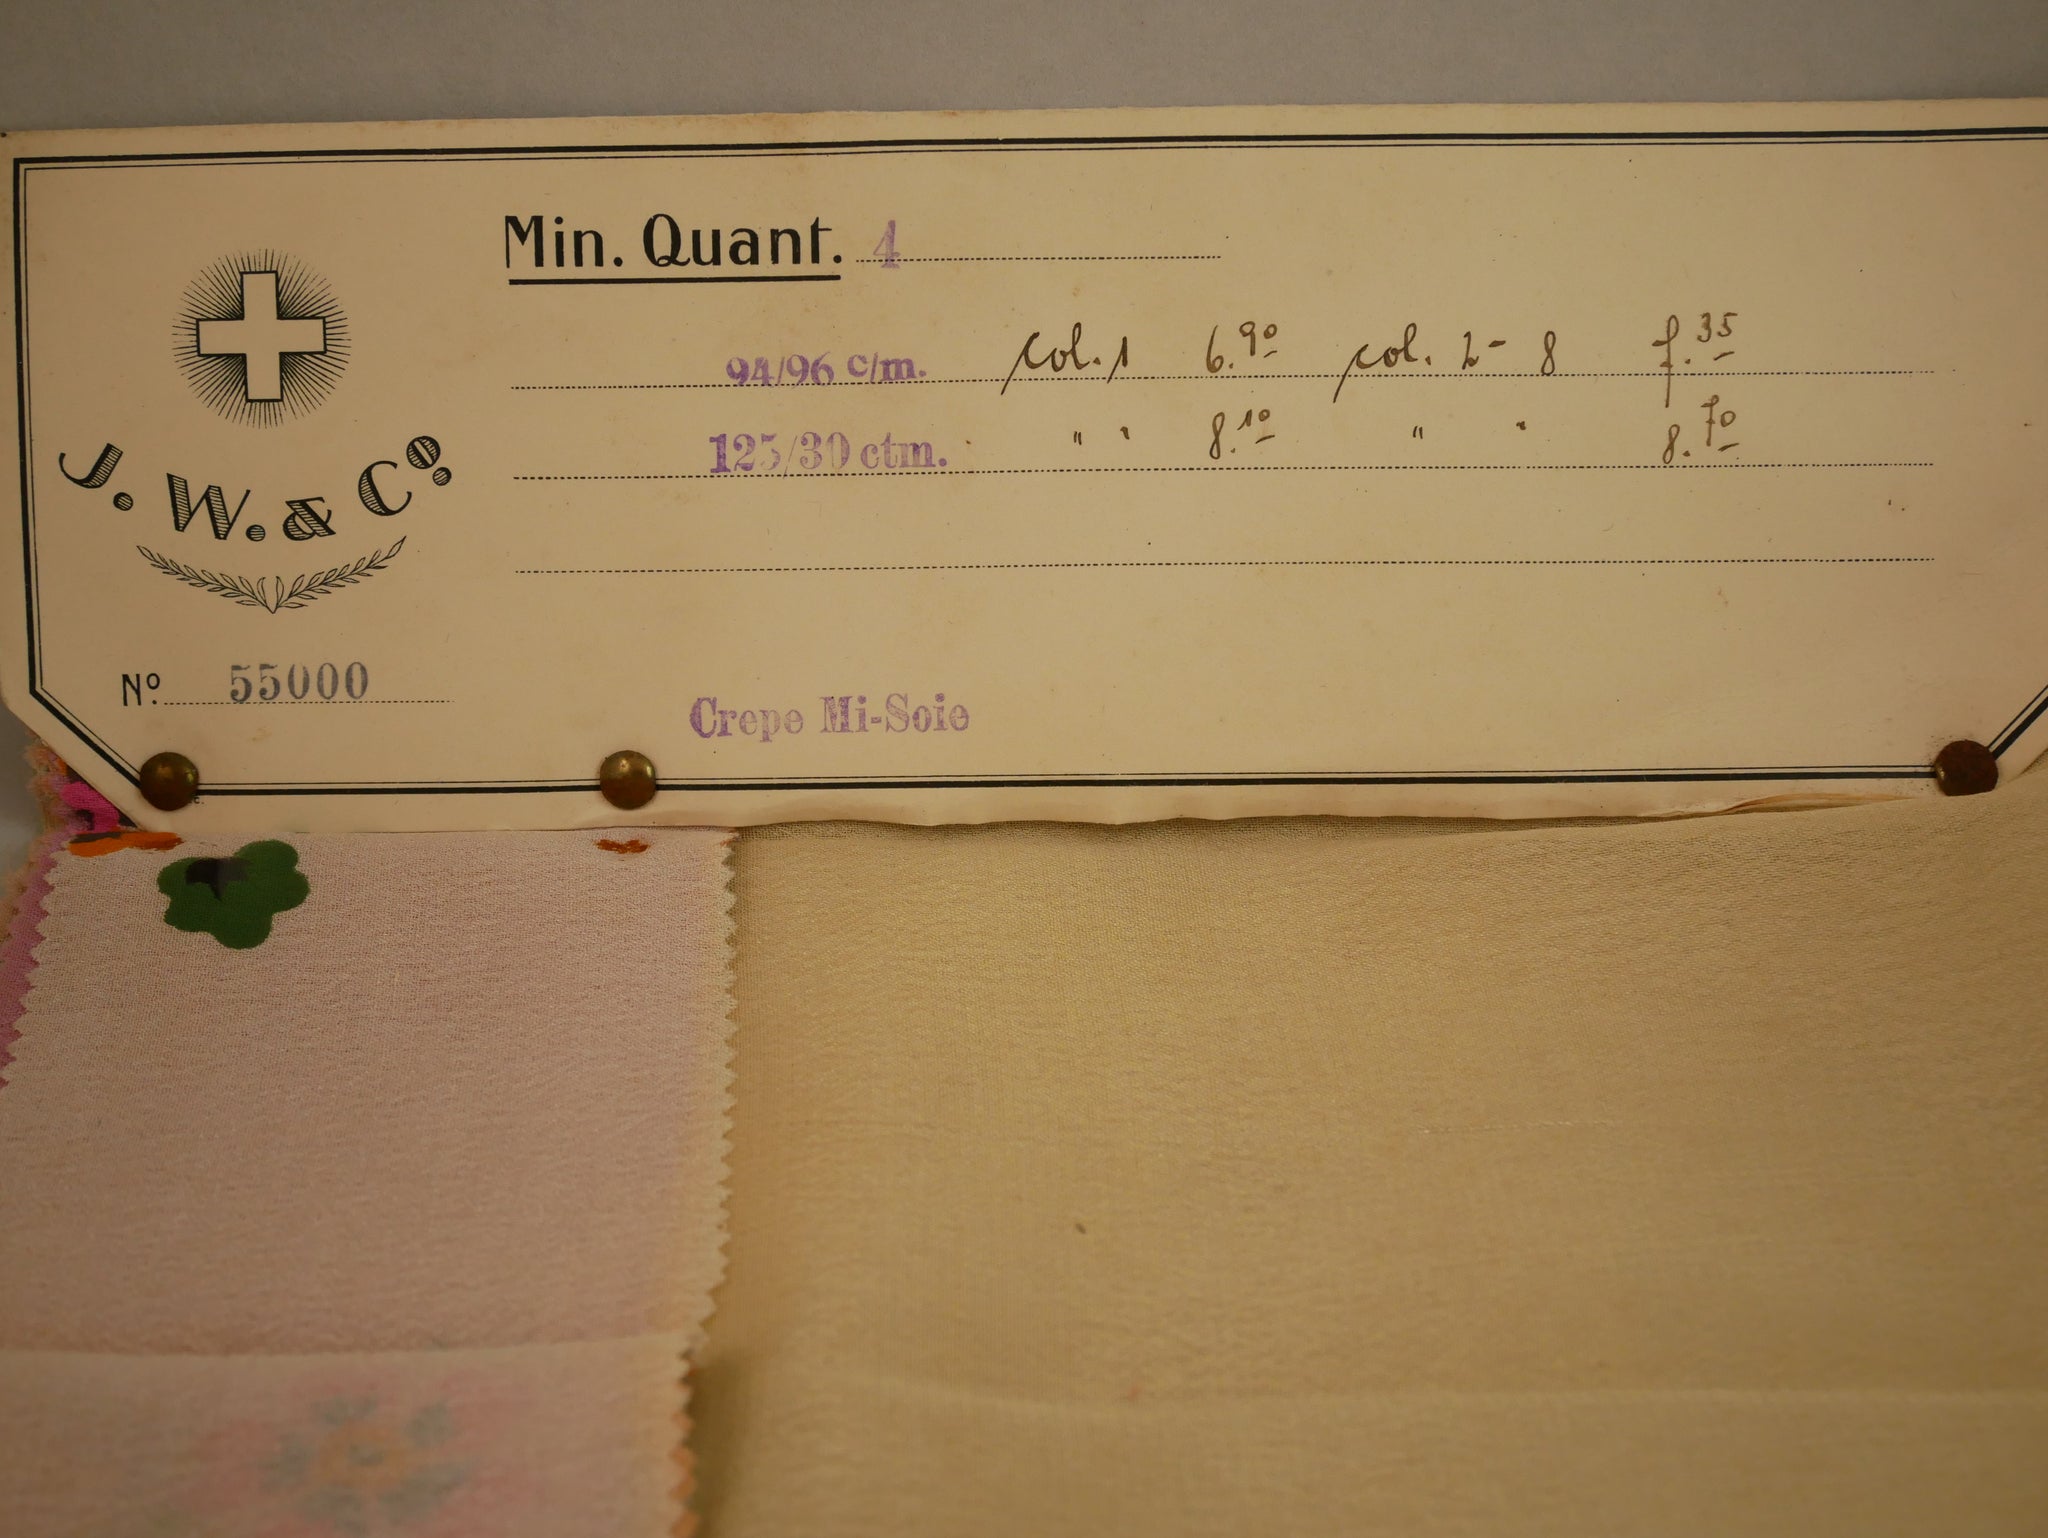 Min. Quant. 4
94/96 c/m. col. 1 6.90 col. 2 - 8 7.35
125/30 ctm. " " 8.10 " " 8.70
J. W. & Co.
No. 55000
Crepe Mi-Soie